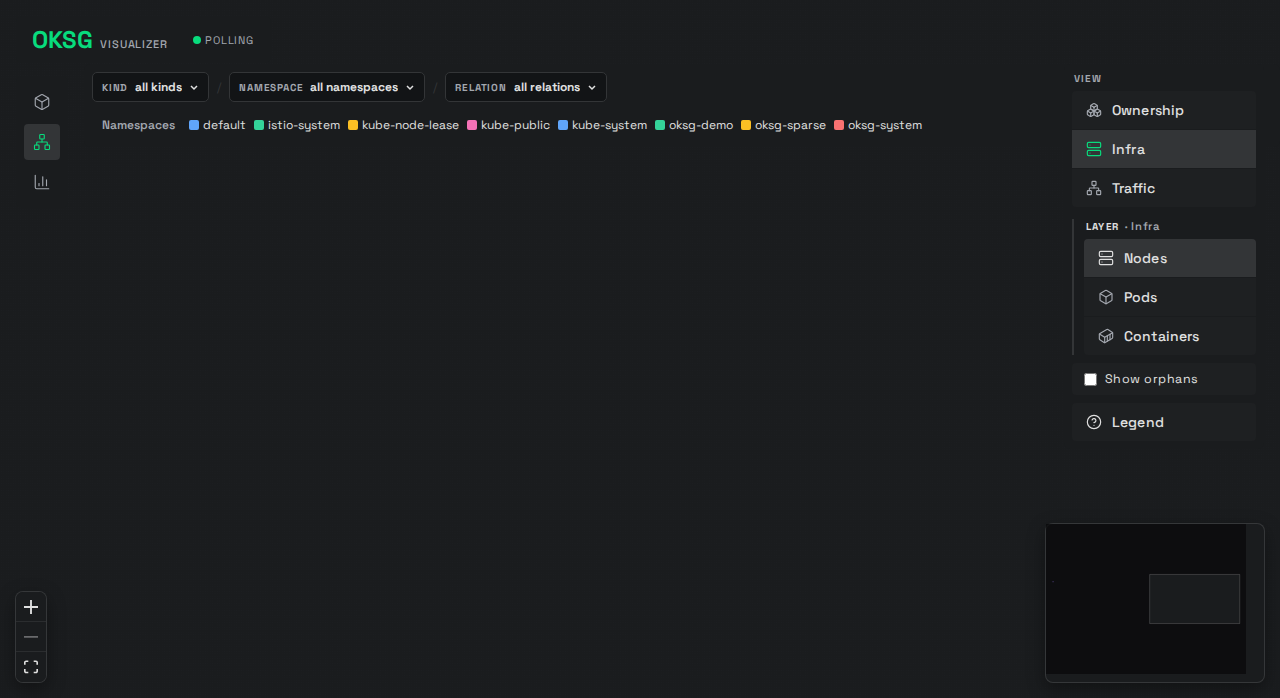 OKSG VISUALIZER POLLING
KIND all kinds / NAMESPACE all namespaces / RELATION all relations
Namespaces default istio-system kube-node-lease kube-public kube-system oksg-demo oksg-sparse oksg-system
VIEW
Ownership
Infra
Traffic
LAYER · Infra
Nodes
Pods
Containers
Show orphans
Legend